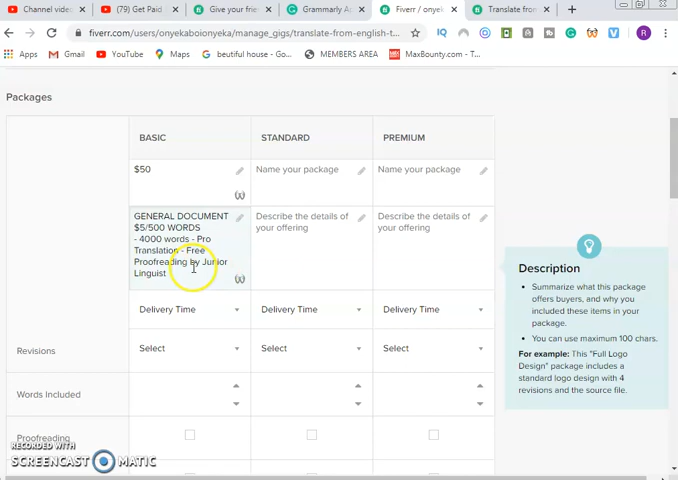 Channel video
(79) Get Paid
Give your frie
Grammarly As
Fiverr / onyek
Translate from
fiverr.com/users/onyekaboionyeka/manage_gigs/translate-from-english-t...
IQ
R
Apps
Gmail
YouTube
Maps
beutiful house - Go...
MEMBERS AREA
MaxBounty.com |...
Packages
BASIC
STANDARD
PREMIUM
$50
Name your package
Name your package
GENERAL DOCUMENT
$5/500 WORDS
- 4000 words - Pro
Translation - Free
Proofreading by Junior
Linguist
Describe the details of
your offering
Describe the details of
your offering
Delivery Time
Delivery Time
Delivery Time
Revisions
Select
Select
Select
Words Included
Proofreading
Description
Summarize what this package
offers buyers, and why you
included these items in your
package.
You can use maximum 100 chars.
For example: This "Full Logo
Design" package includes a
standard logo design with 4
revisions and the source file.
RECORDED WITH
SCREENCAST MATIC